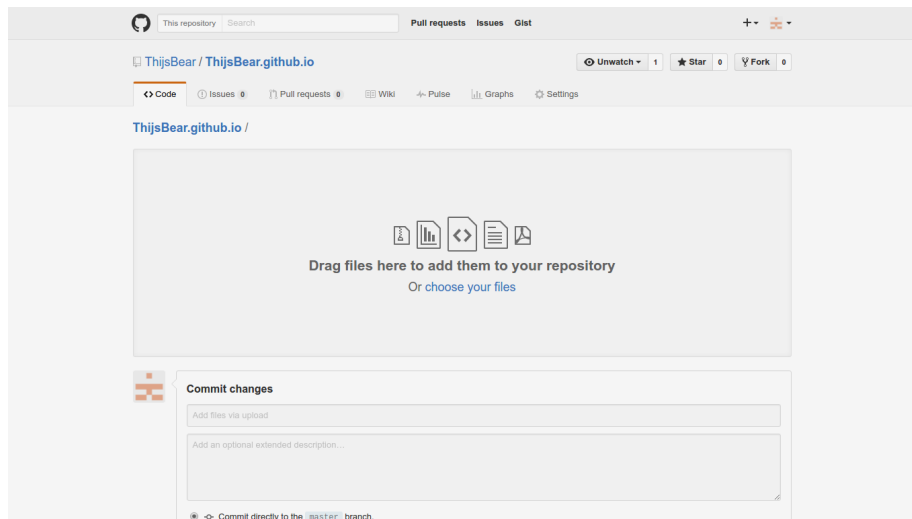 This repository Search Pull requests Issues Gist
ThijsBear / ThijsBear.github.io Unwatch 1 Star 0 Fork 0
Code Issues 0 Pull requests 0 Wiki Pulse Graphs Settings
ThijsBear.github.io /
Drag files here to add them to your repository
Or choose your files
Commit changes
Add files via upload
Add an optional extended description...
Commit directly to the master branch.